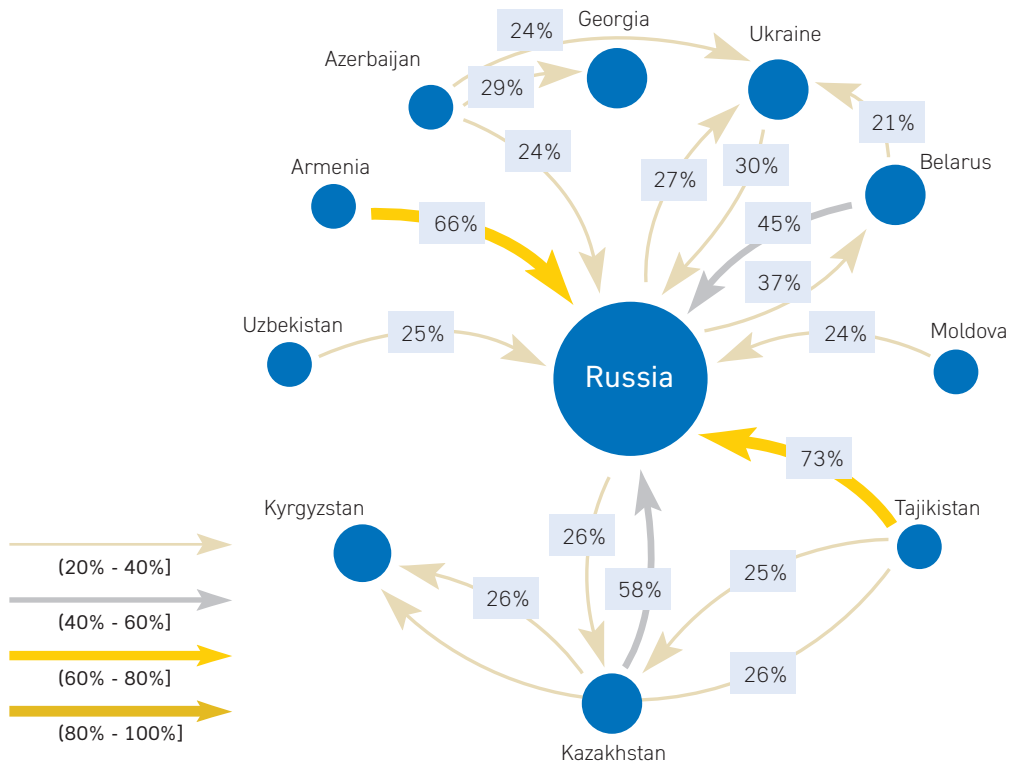 Georgia
24%
Ukraine
Azerbaijan
29%
21%
24%
Belarus
Armenia
27%
30%
66%
45%
37%
Uzbekistan
25%
24%
Moldova
Russia
73%
Kyrgyzstan
Tajikistan
26%
(20% - 40%]
25%
26%
58%
(40% - 60%]
26%
(60% - 80%]
(80% - 100%]
Kazakhstan